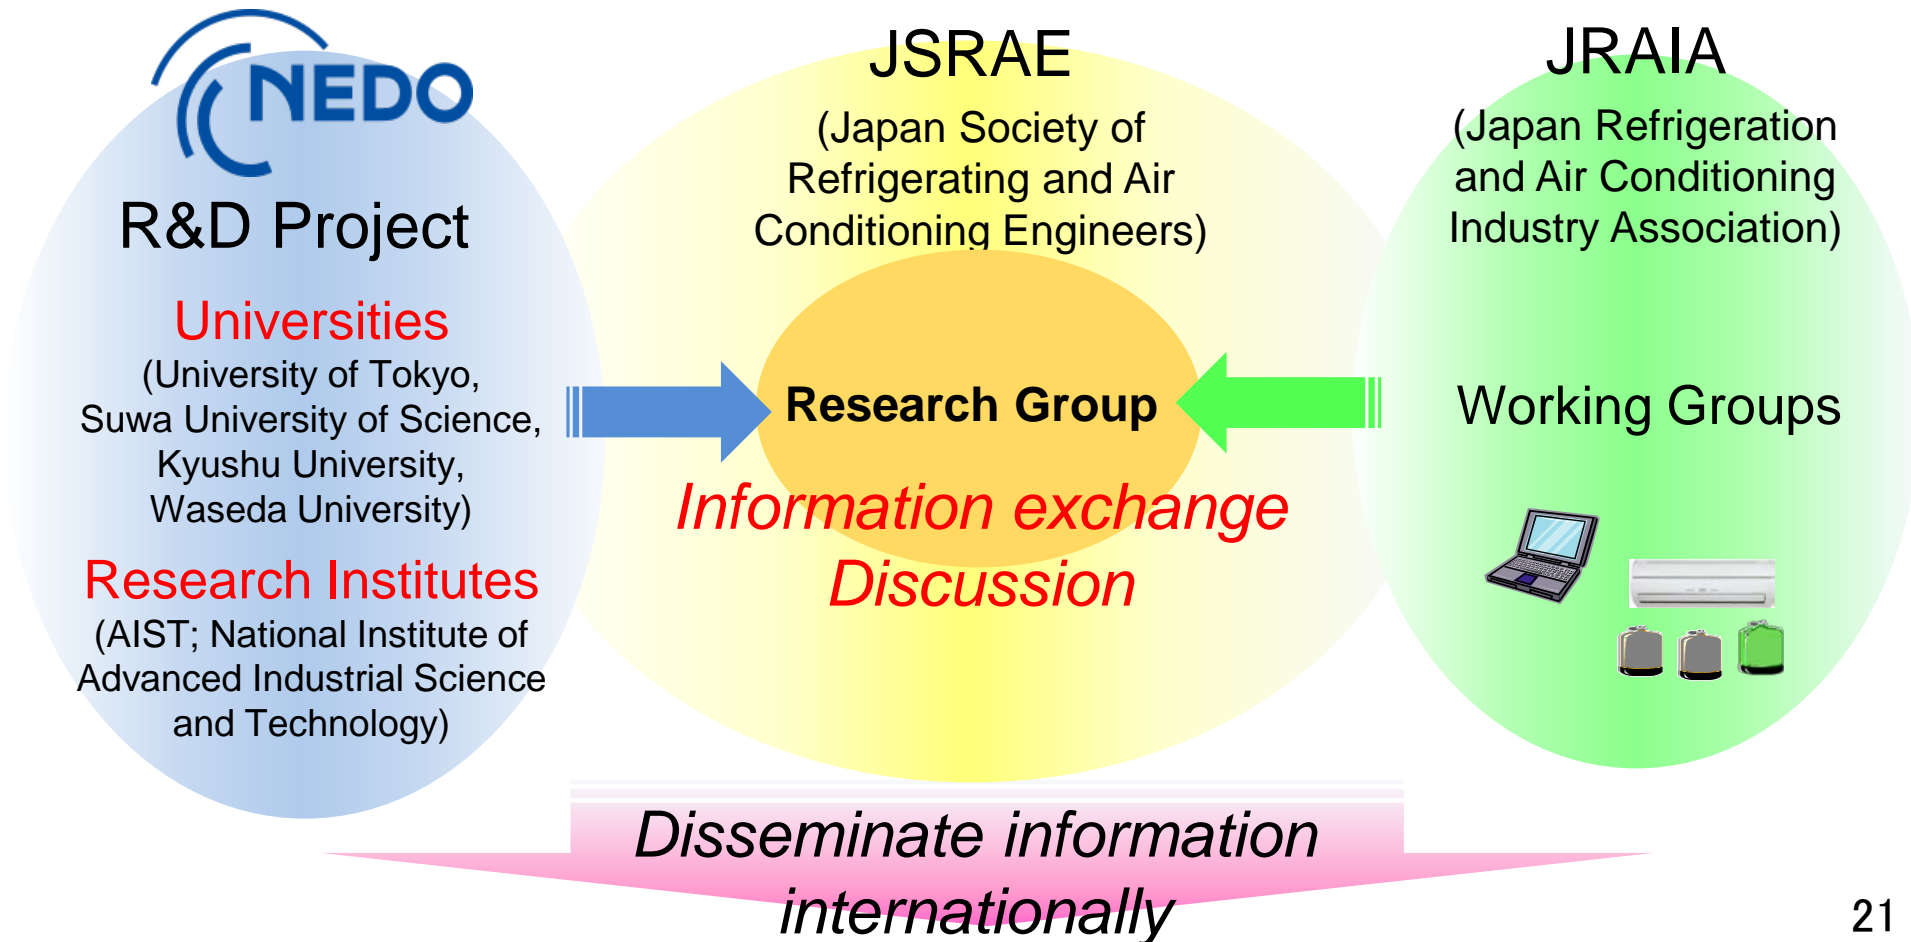 NEDO
R&D Project
Universities
(University of Tokyo,
Suwa University of Science,
Kyushu University,
Waseda University)
Research Institutes
(AIST; National Institute of
Advanced Industrial Science
and Technology)
JSRAE
(Japan Society of
Refrigerating and Air
Conditioning Engineers)
Research Group
Information exchange
Discussion
JRAIA
(Japan Refrigeration
and Air Conditioning
Industry Association)
Working Groups
Disseminate information
internationally
21